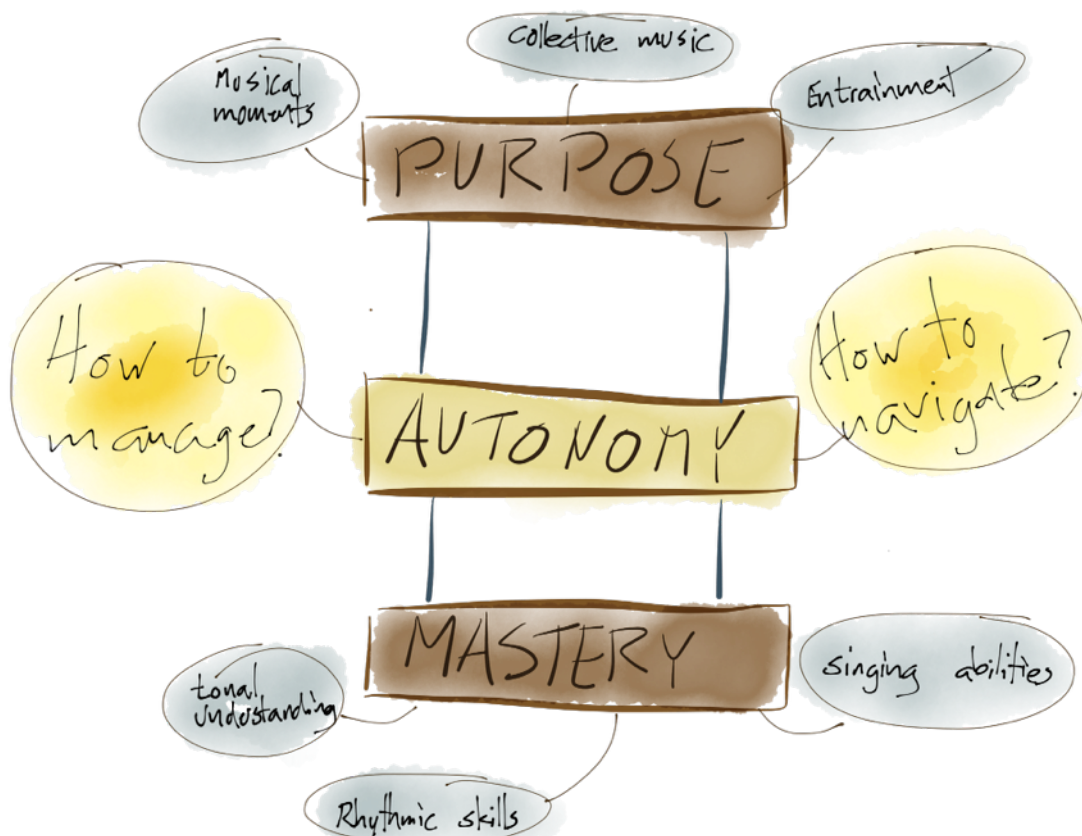 Collective music
Musical
moments
Entrainment
PURPOSE
How to
manage?
How to
navigate?
AUTONOMY
MASTERY
tonal
understanding
singing abilities
Rhythmic skills